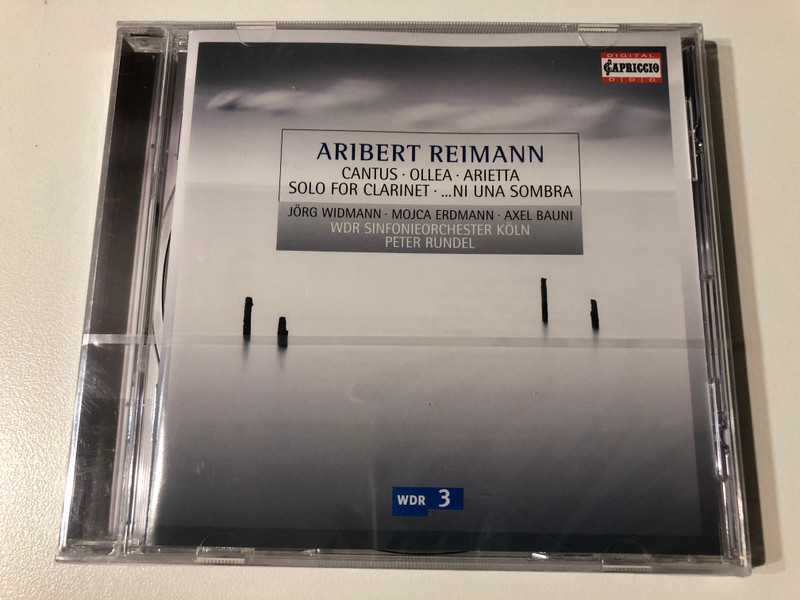 DIGITAL
CAPRICCIO
D|D|D
ARIBERT REIMANN
CANTUS · OLLEA · ARIETTA
SOLO FOR CLARINET · ...NI UNA SOMBRA
JÖRG WIDMANN · MOJCA ERDMANN · AXEL BAUNI
WDR SINFONIEORCHESTER KÖLN
PETER RUNDEL
WDR 3